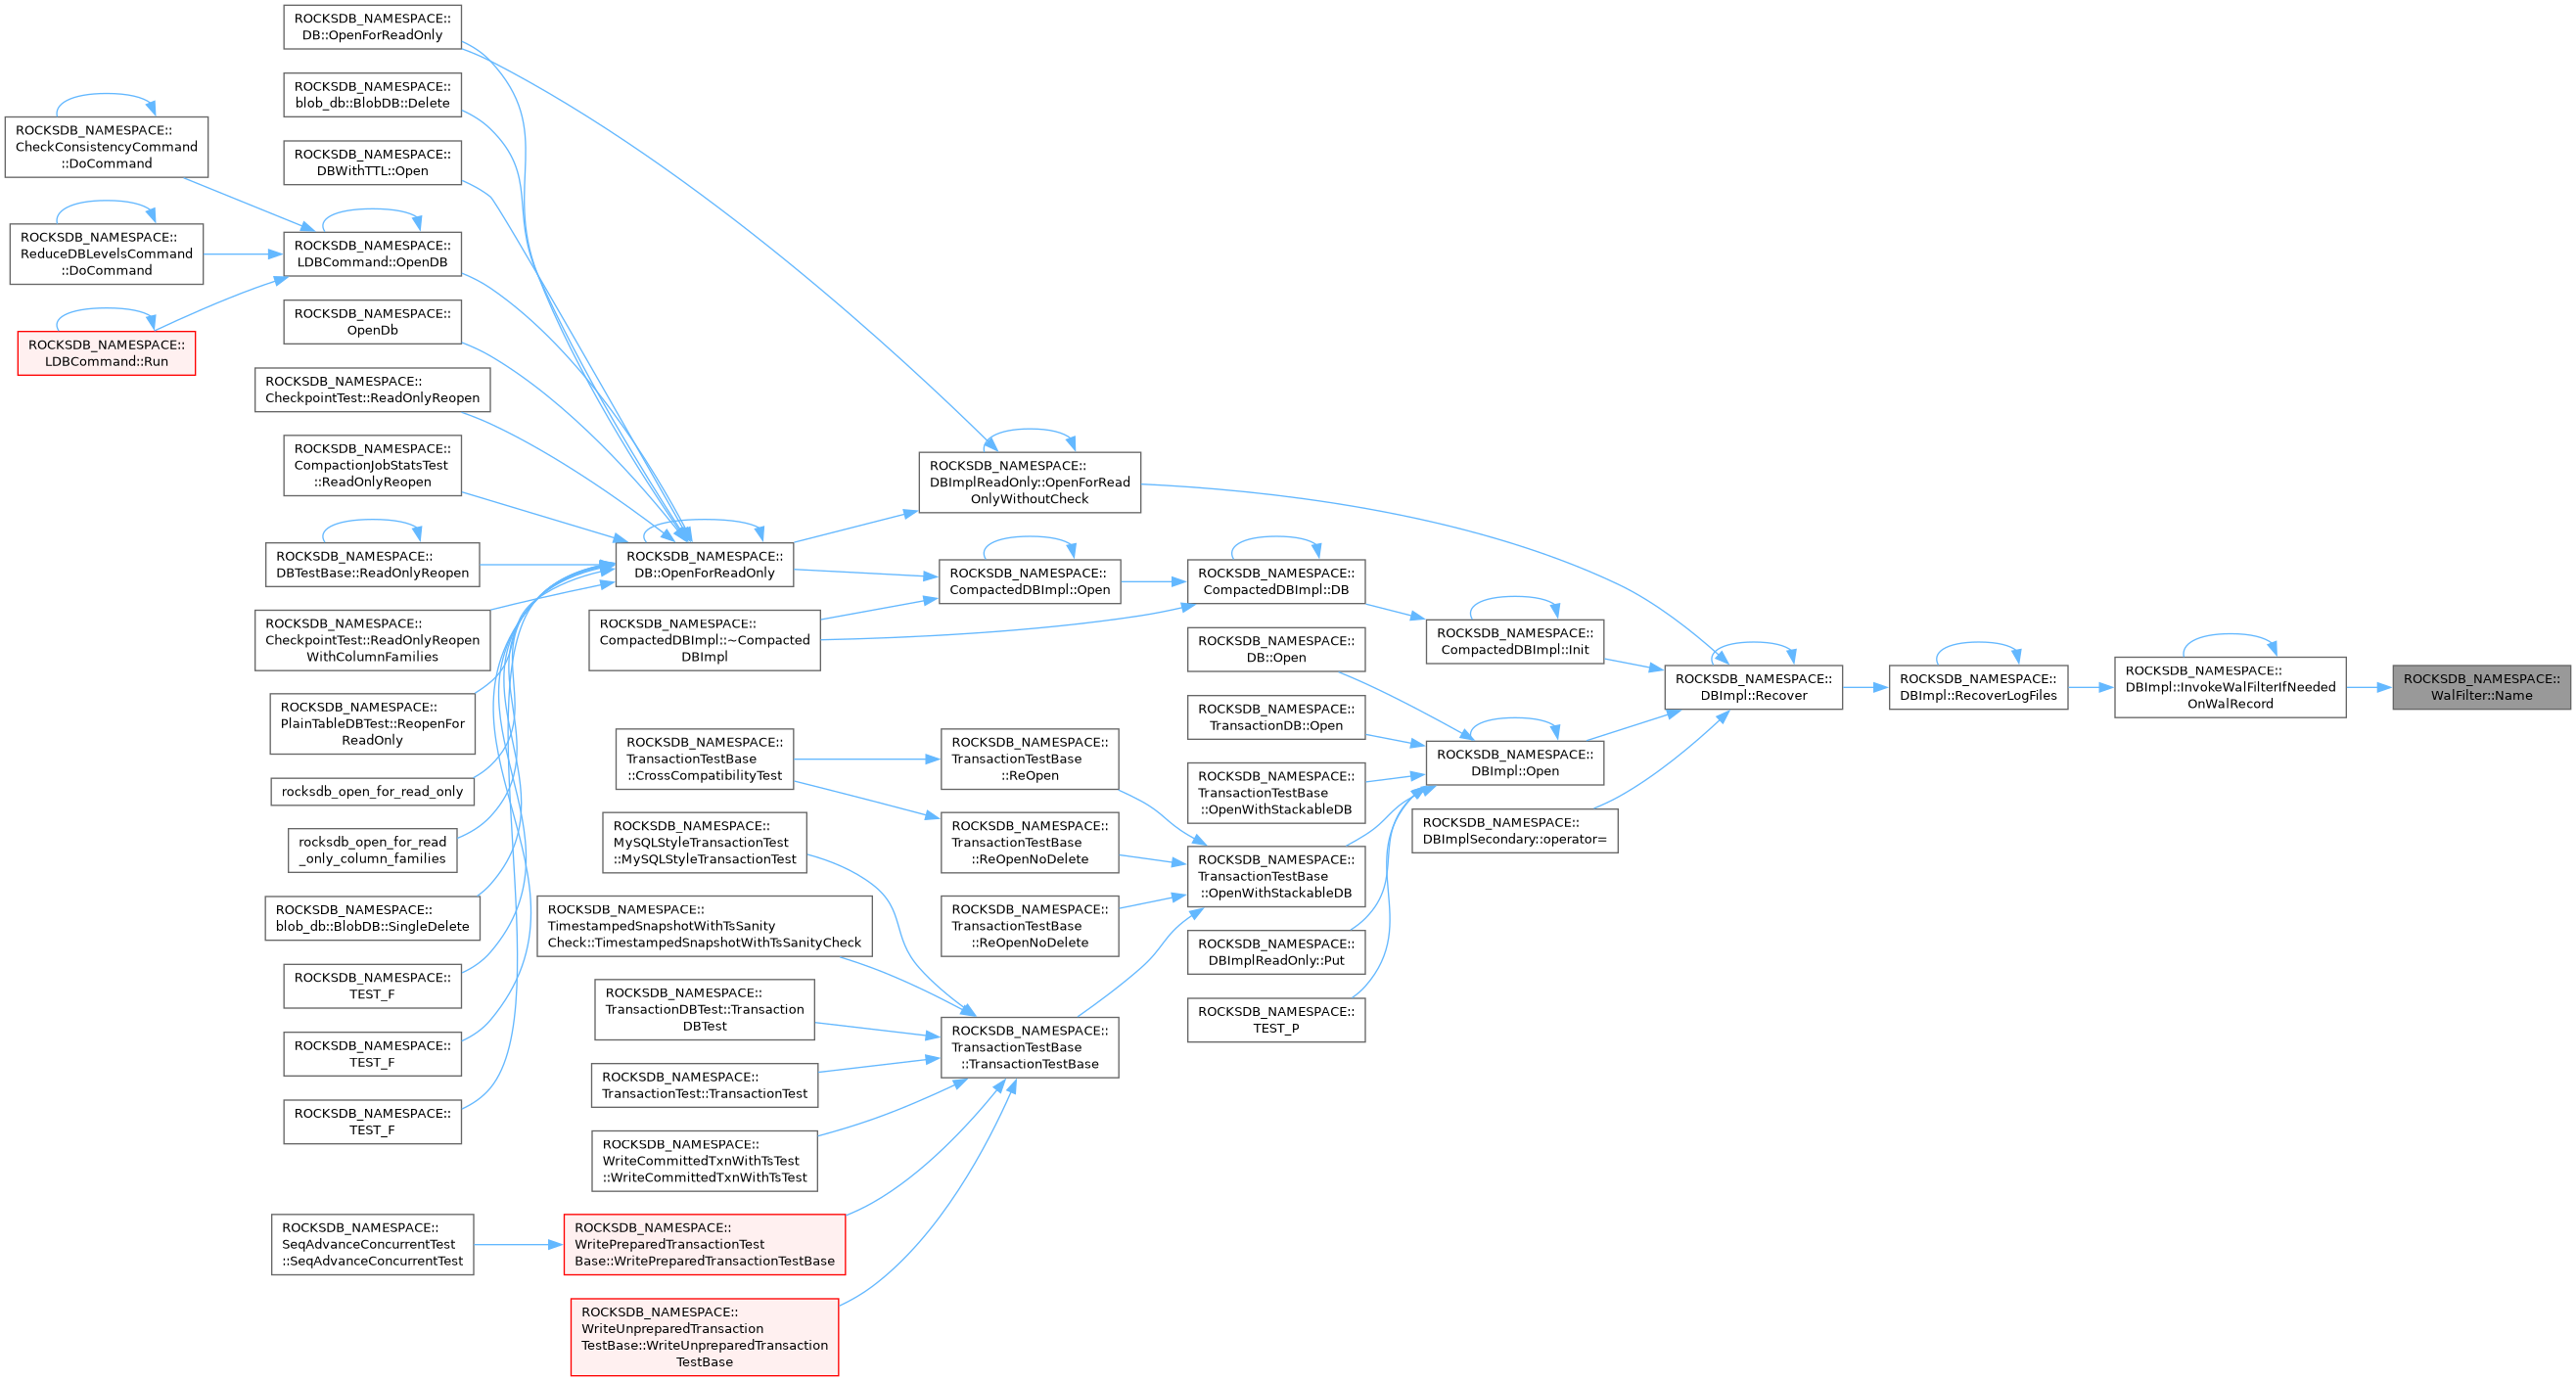 ROCKSDB_NAMESPACE::
CheckConsistencyCommand
::DoCommand
ROCKSDB_NAMESPACE::
ReduceDBLevelsCommand
::DoCommand
ROCKSDB_NAMESPACE::
LDBCommand::Run
ROCKSDB_NAMESPACE::
DB::OpenForReadOnly
ROCKSDB_NAMESPACE::
blob_db::BlobDB::Delete
ROCKSDB_NAMESPACE::
DBWithTTL::Open
ROCKSDB_NAMESPACE::
LDBCommand::OpenDB
ROCKSDB_NAMESPACE::
OpenDb
ROCKSDB_NAMESPACE::
CheckpointTest::ReadOnlyReopen
ROCKSDB_NAMESPACE::
CompactionJobStatsTest
::ReadOnlyReopen
ROCKSDB_NAMESPACE::
DBTestBase::ReadOnlyReopen
ROCKSDB_NAMESPACE::
CheckpointTest::ReadOnlyReopen
WithColumnFamilies
ROCKSDB_NAMESPACE::
PlainTableDBTest::ReopenFor
ReadOnly
rocksdb_open_for_read_only
rocksdb_open_for_read
_only_column_families
ROCKSDB_NAMESPACE::
blob_db::BlobDB::SingleDelete
ROCKSDB_NAMESPACE::
TEST_F
ROCKSDB_NAMESPACE::
TEST_F
ROCKSDB_NAMESPACE::
TEST_F
ROCKSDB_NAMESPACE::
SeqAdvanceConcurrentTest
::SeqAdvanceConcurrentTest
ROCKSDB_NAMESPACE::
DB::OpenForReadOnly
ROCKSDB_NAMESPACE::
CompactedDBImpl::~Compacted
DBImpl
ROCKSDB_NAMESPACE::
TransactionTestBase
::CrossCompatibilityTest
ROCKSDB_NAMESPACE::
MySQLStyleTransactionTest
::MySQLStyleTransactionTest
ROCKSDB_NAMESPACE::
TimestampedSnapshotWithTsSanity
Check::TimestampedSnapshotWithTsSanityCheck
ROCKSDB_NAMESPACE::
TransactionDBTest::Transaction
DBTest
ROCKSDB_NAMESPACE::
TransactionTest::TransactionTest
ROCKSDB_NAMESPACE::
WriteCommittedTxnWithTsTest
::WriteCommittedTxnWithTsTest
ROCKSDB_NAMESPACE::
WritePreparedTransactionTest
Base::WritePreparedTransactionTestBase
ROCKSDB_NAMESPACE::
WriteUnpreparedTransaction
TestBase::WriteUnpreparedTransaction
TestBase
ROCKSDB_NAMESPACE::
DBImplReadOnly::OpenForRead
OnlyWithoutCheck
ROCKSDB_NAMESPACE::
CompactedDBImpl::Open
ROCKSDB_NAMESPACE::
TransactionTestBase
::ReOpen
ROCKSDB_NAMESPACE::
TransactionTestBase
::ReOpenNoDelete
ROCKSDB_NAMESPACE::
TransactionTestBase
::ReOpenNoDelete
ROCKSDB_NAMESPACE::
TransactionTestBase
::TransactionTestBase
ROCKSDB_NAMESPACE::
CompactedDBImpl::DB
ROCKSDB_NAMESPACE::
DB::Open
ROCKSDB_NAMESPACE::
TransactionDB::Open
ROCKSDB_NAMESPACE::
TransactionTestBase
::OpenWithStackableDB
ROCKSDB_NAMESPACE::
TransactionTestBase
::OpenWithStackableDB
ROCKSDB_NAMESPACE::
DBImplReadOnly::Put
ROCKSDB_NAMESPACE::
TEST_P
ROCKSDB_NAMESPACE::
CompactedDBImpl::Init
ROCKSDB_NAMESPACE::
DBImpl::Open
ROCKSDB_NAMESPACE::
DBImplSecondary::operator=
ROCKSDB_NAMESPACE::
DBImpl::Recover
ROCKSDB_NAMESPACE::
DBImpl::RecoverLogFiles
ROCKSDB_NAMESPACE::
DBImpl::InvokeWalFilterIfNeeded
OnWalRecord
ROCKSDB_NAMESPACE::
WalFilter::Name